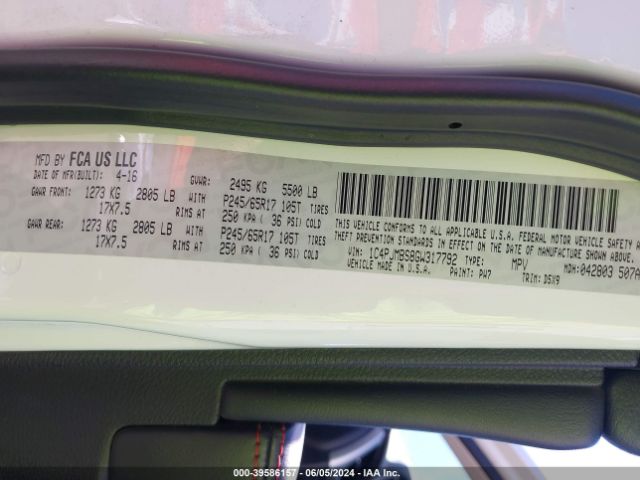 MFD BY FCA US LLC
DATE OF MFR(BUILT): 4-16
GVWR: 2495 KG 5500 LB
GAWR FRONT: 1273 KG 2805 LB WITH P245/65R17 105T TIRES
17X7.5 RIMS AT 250 KPA ( 36 PSI) COLD
GAWR REAR: 1273 KG 2805 LB WITH P245/65R17 105T TIRES
17X7.5 RIMS AT 250 KPA ( 36 PSI) COLD
THIS VEHICLE CONFORMS TO ALL APPLICABLE U.S.A. FEDERAL MOTOR VEHICLE SAFETY
THEFT PREVENTION STANDARDS IN EFFECT ON THE DATE OF MANUFACTURE
VIN: 1C4PJMBS8GW317792 TYPE: MPV MDH: 042803 507A
VEHICLE MADE IN U.S.A. PAINT: PW7 TRIM: D5X9
000-39586157 - 06/05/2024 - IAA Inc.